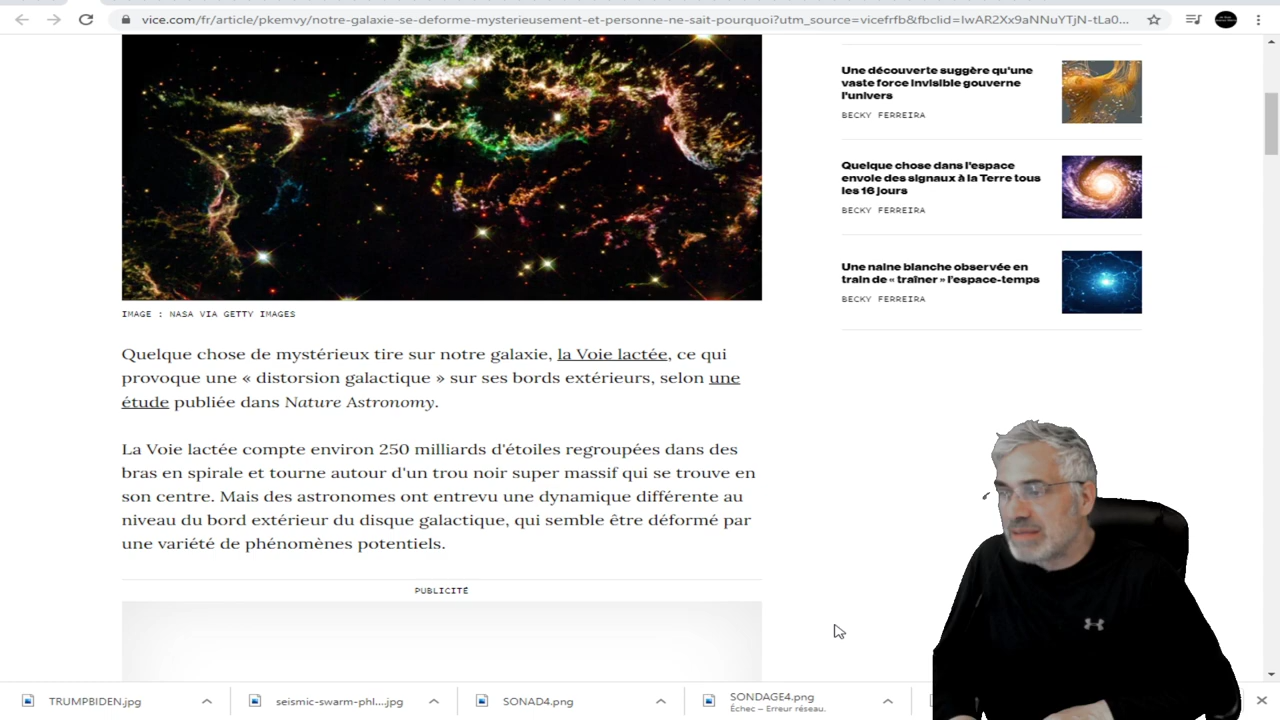 vice.com/fr/article/pkemvy/notre-galaxie-se-deforme-mysterieusement-et-personne-ne-sait-pourquoi?utm_source=vicefrfb&fbclid=IwAR2Xx9aNNuYTjN-tLa0...
Une découverte suggère qu'une
vaste force invisible gouverne
l'univers
BECKY FERREIRA
Quelque chose dans l'espace
envoie des signaux à la Terre tous
les 16 jours
BECKY FERREIRA
Une naine blanche observée en
train de « traîner » l'espace-temps
BECKY FERREIRA
IMAGE : NASA VIA GETTY IMAGES
Quelque chose de mystérieux tire sur notre galaxie, la Voie lactée, ce qui
provoque une « distorsion galactique » sur ses bords extérieurs, selon une
étude publiée dans Nature Astronomy.
La Voie lactée compte environ 250 milliards d'étoiles regroupées dans des
bras en spirale et tourne autour d'un trou noir super massif qui se trouve en
son centre. Mais des astronomes ont entrevu une dynamique différente au
niveau du bord extérieur du disque galactique, qui semble être déformé par
une variété de phénomènes potentiels.
PUBLICITÉ
TRUMPBIDEN.jpg
seismic-swarm-phl....jpg
SONAD4.png
SONDAGE4.png
Échec – Erreur réseau.